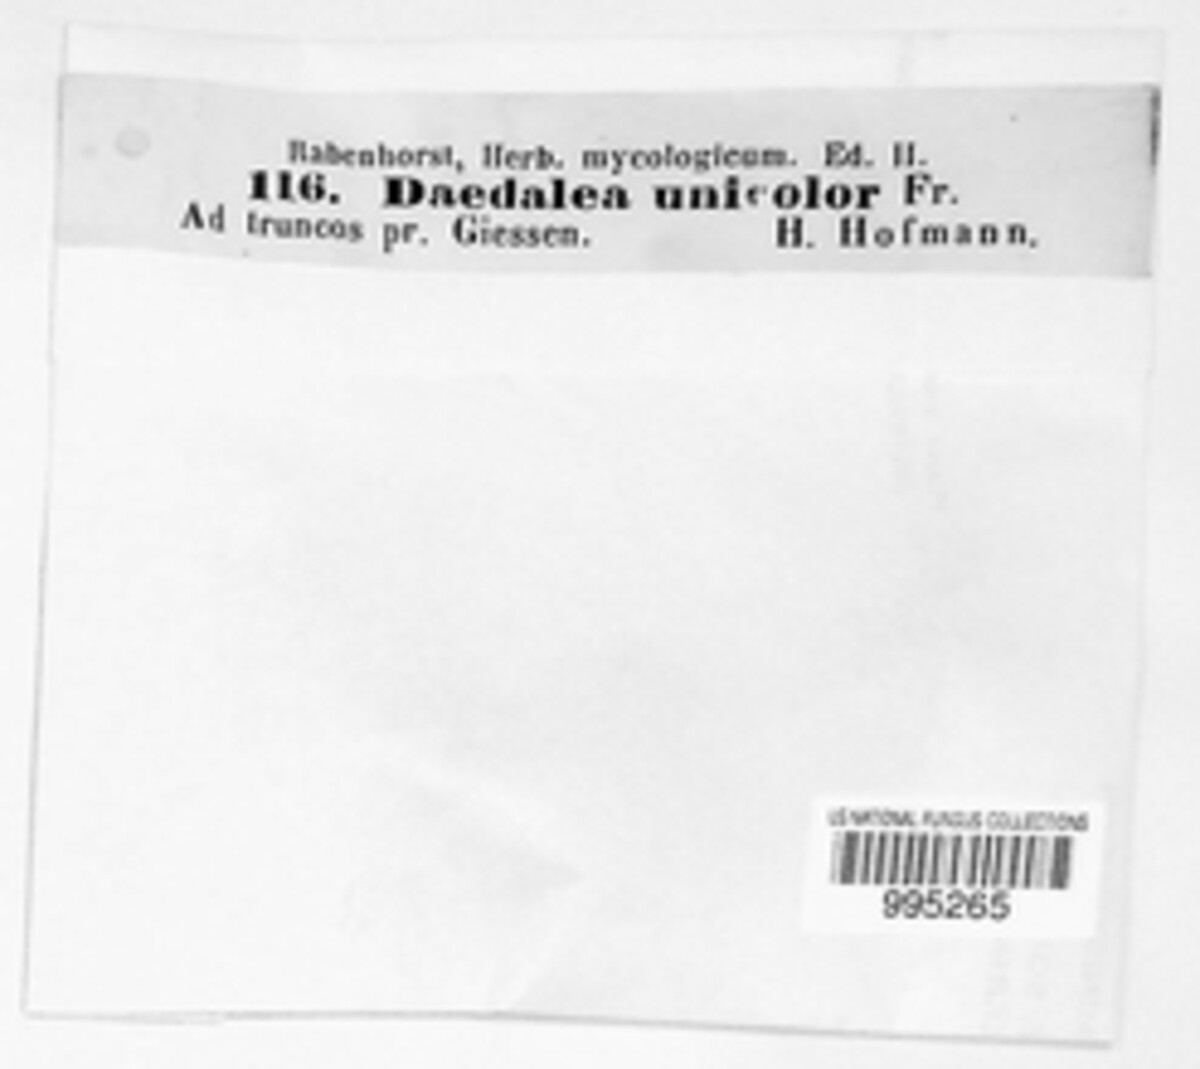 Rabenhorst, Herb. mycologicum. Ed. II.
116. Daedalea unicolor Fr.
Ad truncos pr. Giessen. H. Hofmann.
US NATIONAL FUNGUS COLLECTIONS
995265